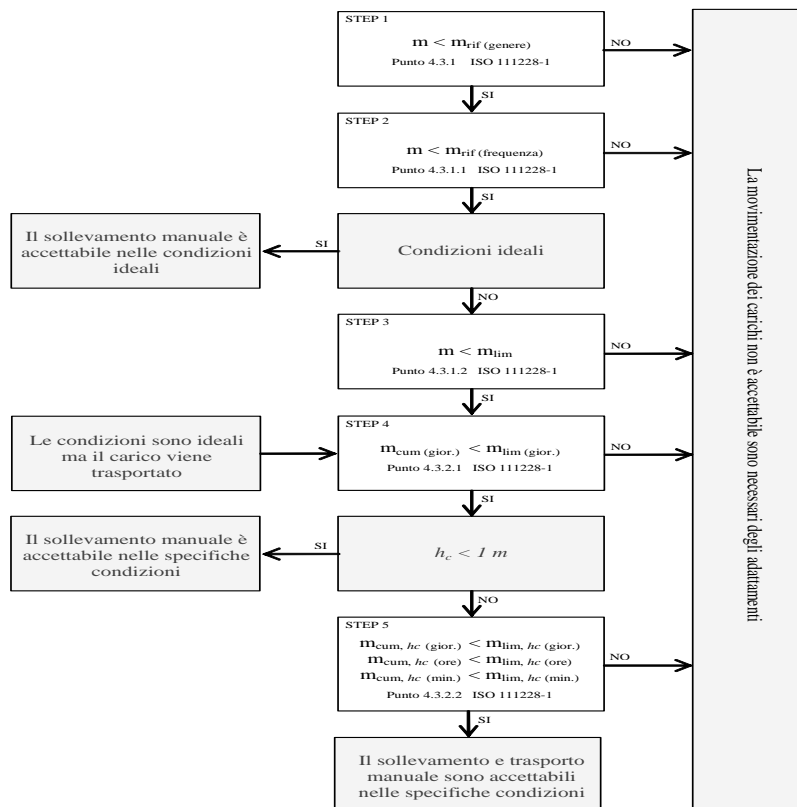 STEP 1
m < mrif (genere)
Punto 4.3.1 ISO 111228-1
NO
SI
STEP 2
m < mrif (frequenza)
Punto 4.3.1.1 ISO 111228-1
NO
SI
Il sollevamento manuale è
accettabile nelle condizioni
ideali
SI
Condizioni ideali
NO
STEP 3
m < mlim
Punto 4.3.1.2 ISO 111228-1
NO
SI
Le condizioni sono ideali
ma il carico viene
trasportato
STEP 4
mcum (gior.) < mlim (gior.)
Punto 4.3.2.1 ISO 111228-1
NO
SI
Il sollevamento manuale è
accettabile nelle specifiche
condizioni
SI
hc < 1 m
NO
STEP 5
mcum, hc (gior.) < mlim, hc (gior.)
mcum, hc (ore) < mlim, hc (ore)
mcum, hc (min.) < mlim, hc (min.)
Punto 4.3.2.2 ISO 111228-1
NO
SI
Il sollevamento e trasporto
manuale sono accettabili
nelle specifiche condizioni
La movimentazione dei carichi non è accettabile sono necessari degli adattamenti